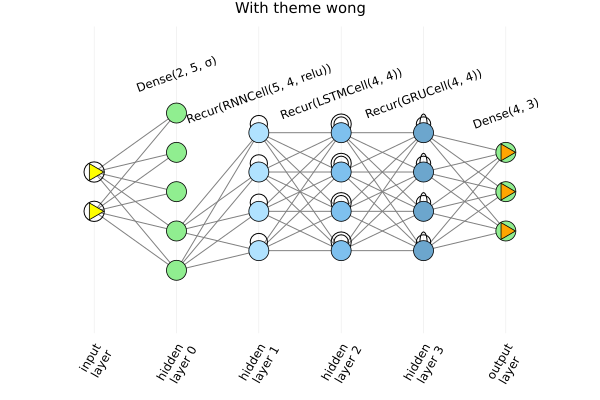 With theme wong
Dense(2, 5, σ)
Recur(RNNCell(5, 4, relu))
Recur(LSTMCell(4, 4))
Recur(GRUCell(4, 4))
Dense(4, 3)
input
layer
hidden
layer 0
hidden
layer 1
hidden
layer 2
hidden
layer 3
output
layer